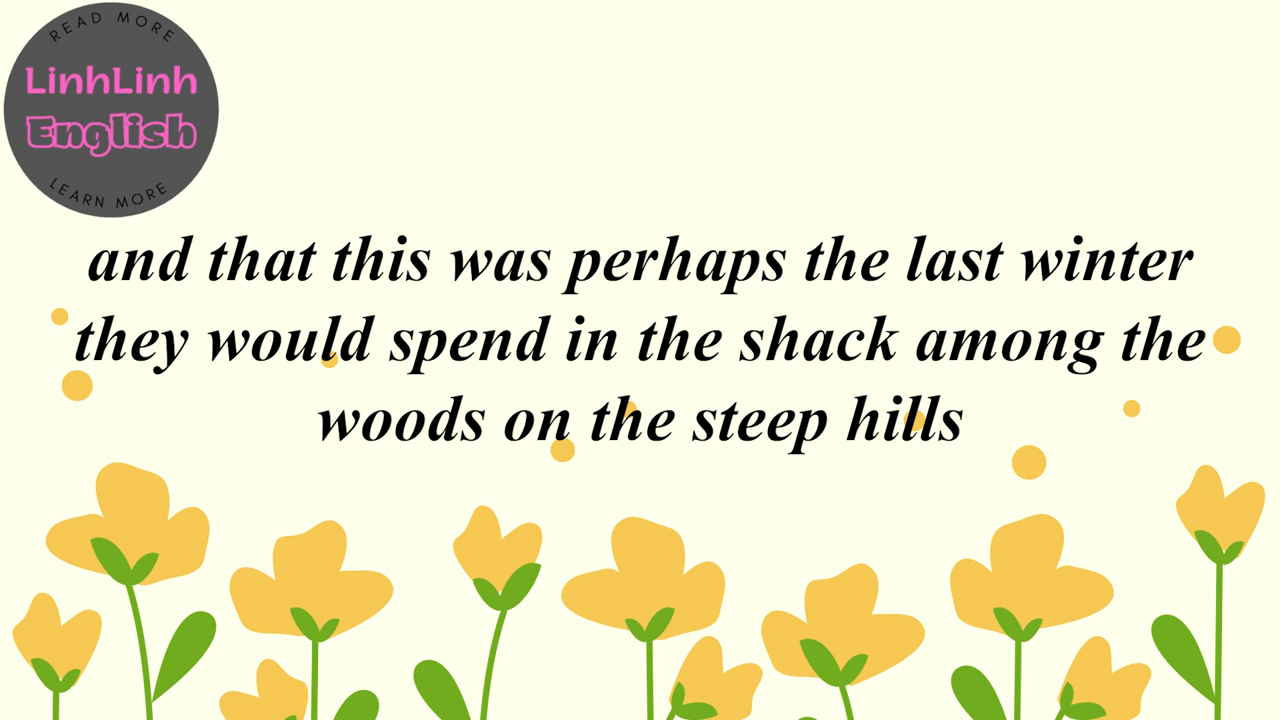 READ MORE
LinhLinh
English
LEARN MORE
and that this was perhaps the last winter
they would spend in the shack among the
woods on the steep hills